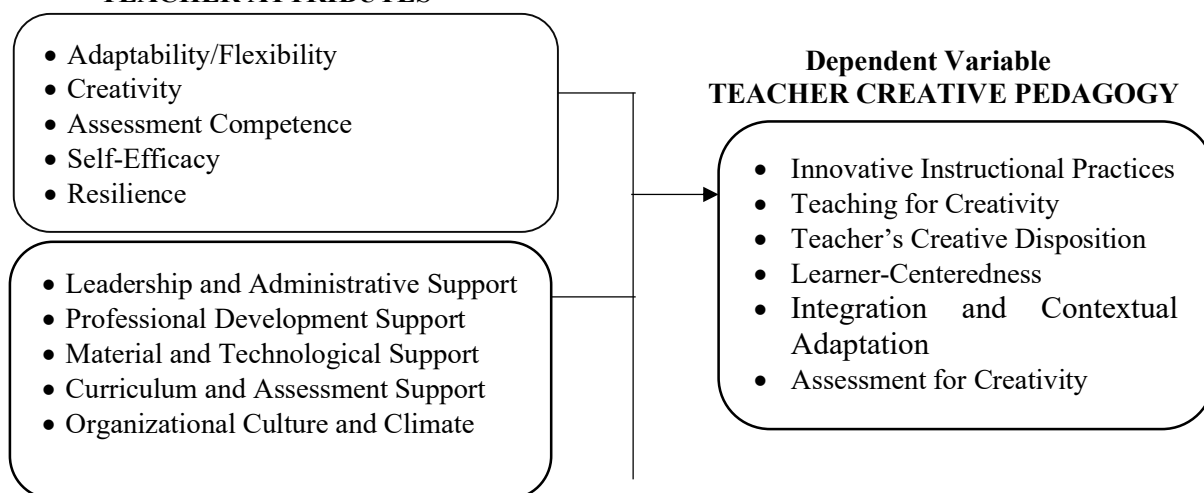 TEACHER ATTRIBUTES
• Adaptability/Flexibility
• Creativity
• Assessment Competence
• Self-Efficacy
• Resilience
• Leadership and Administrative Support
• Professional Development Support
• Material and Technological Support
• Curriculum and Assessment Support
• Organizational Culture and Climate
Dependent Variable
TEACHER CREATIVE PEDAGOGY
• Innovative Instructional Practices
• Teaching for Creativity
• Teacher’s Creative Disposition
• Learner-Centeredness
• Integration and Contextual
Adaptation
• Assessment for Creativity